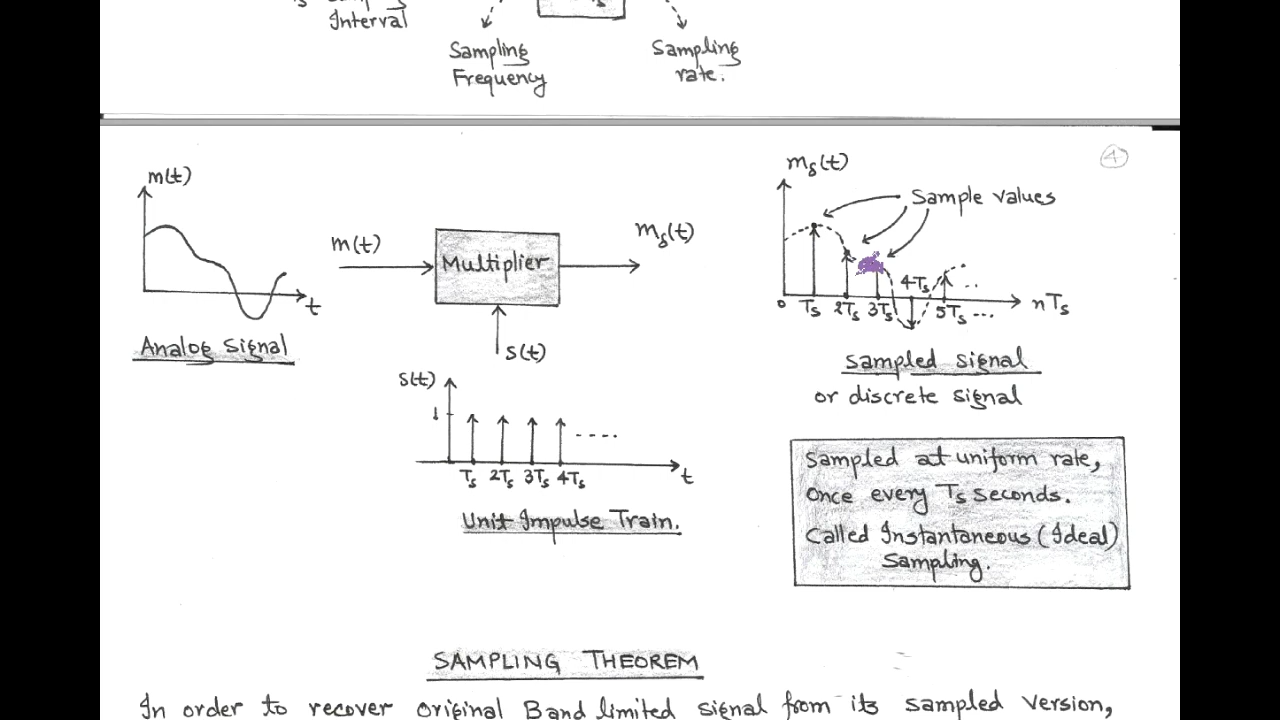 Interval
Sampling
Frequency
Sampling
rate.
4
m(t)
t
Analog Signal
m(t)
Multiplier
s(t)
mδ(t)
s(t)
1
Ts 2Ts 3Ts 4Ts
----
t
Unit Impulse Train.
mδ(t)
Sample values
0 Ts 2Ts 3Ts 4Ts 5Ts ...
nTs
Sampled signal
or discrete signal
Sampled at uniform rate,
Once every Ts seconds.
Called Instantaneous (Ideal)
Sampling.
SAMPLING THEOREM
In order to recover original Band limited signal from its sampled version,